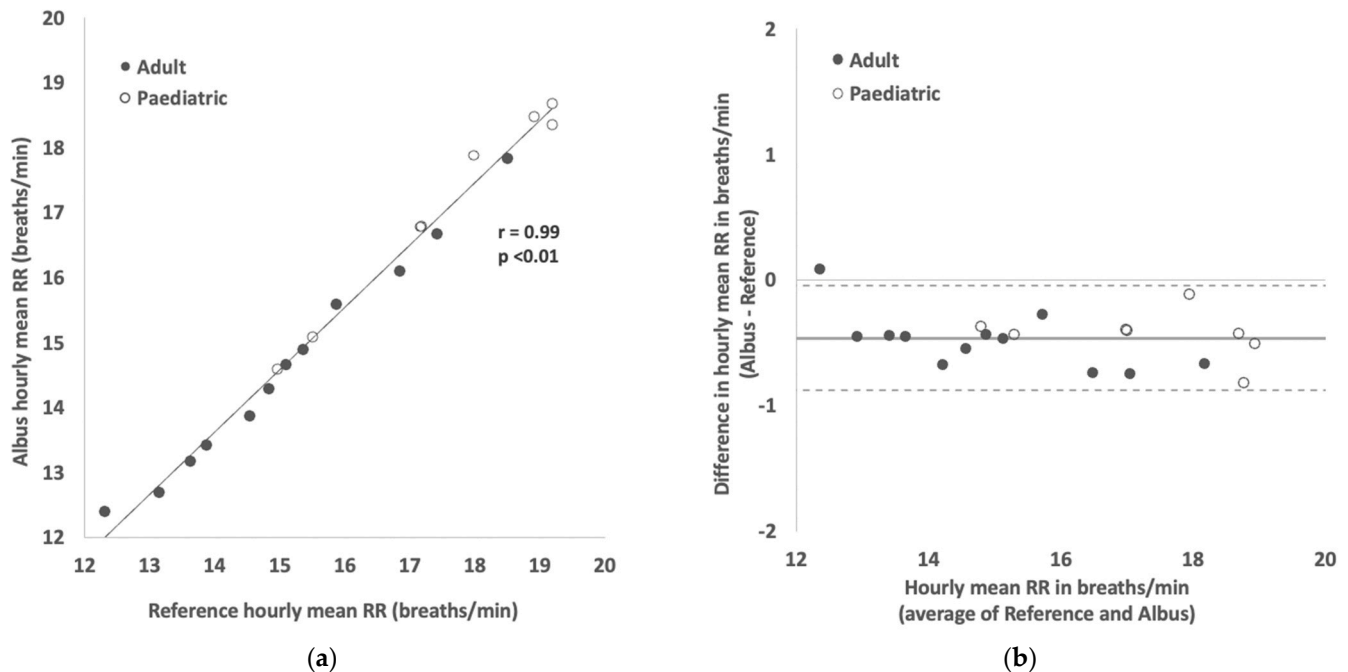 20
19
18
17
16
15
14
13
12
Albus hourly mean RR (breaths/min)
Adult
Paediatric
r = 0.99
p <0.01
12 13 14 15 16 17 18 19 20
Reference hourly mean RR (breaths/min)
(a)
2
1
0
-1
-2
Difference in hourly mean RR in breaths/min
(Albus - Reference)
Adult
Paediatric
12 14 16 18 20
Hourly mean RR in breaths/min
(average of Reference and Albus)
(b)